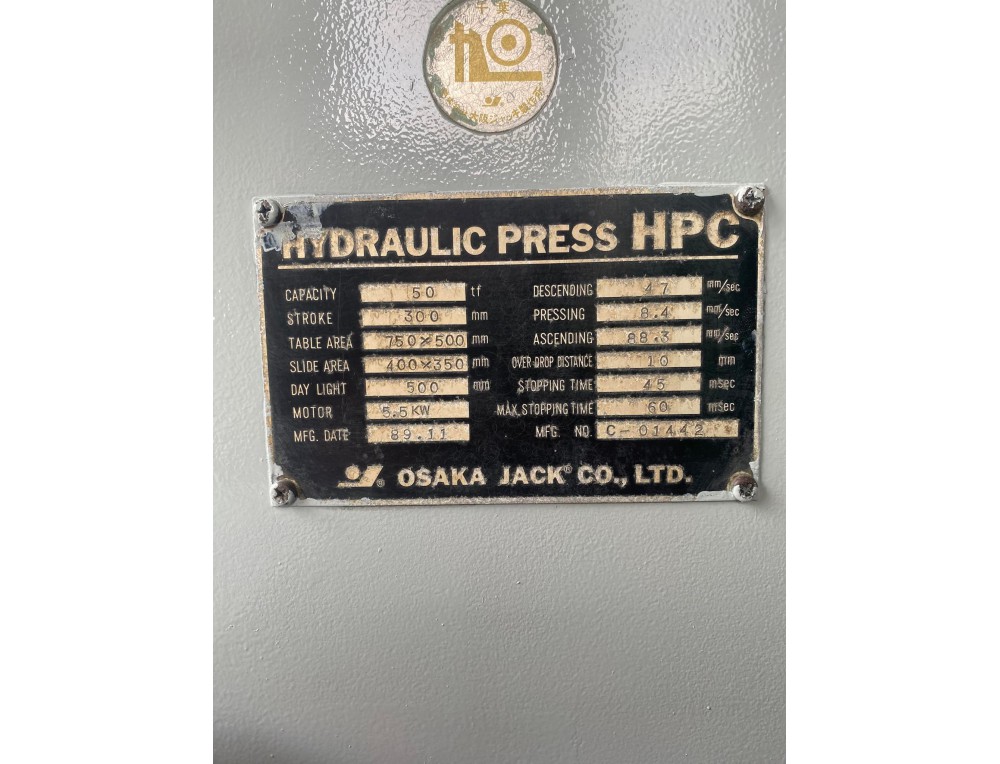 千葉
HYDRAULIC PRESS HPC
CAPACITY 50 tf
STROKE 300 mm
TABLE AREA 750×500 mm
SLIDE AREA 400×350 mm
DAY LIGHT 500 mm
MOTOR 5.5KW
MFG. DATE 89.11
DESCENDING 47 mm/sec
PRESSING 8.4 mm/sec
ASCENDING 88.3 mm/sec
OVER DROP DISTANCE 10 mm
STOPPING TIME 45 msec
MAX. STOPPING TIME 60 msec
MFG. NO. C-01442
® OSAKA JACK® CO., LTD.